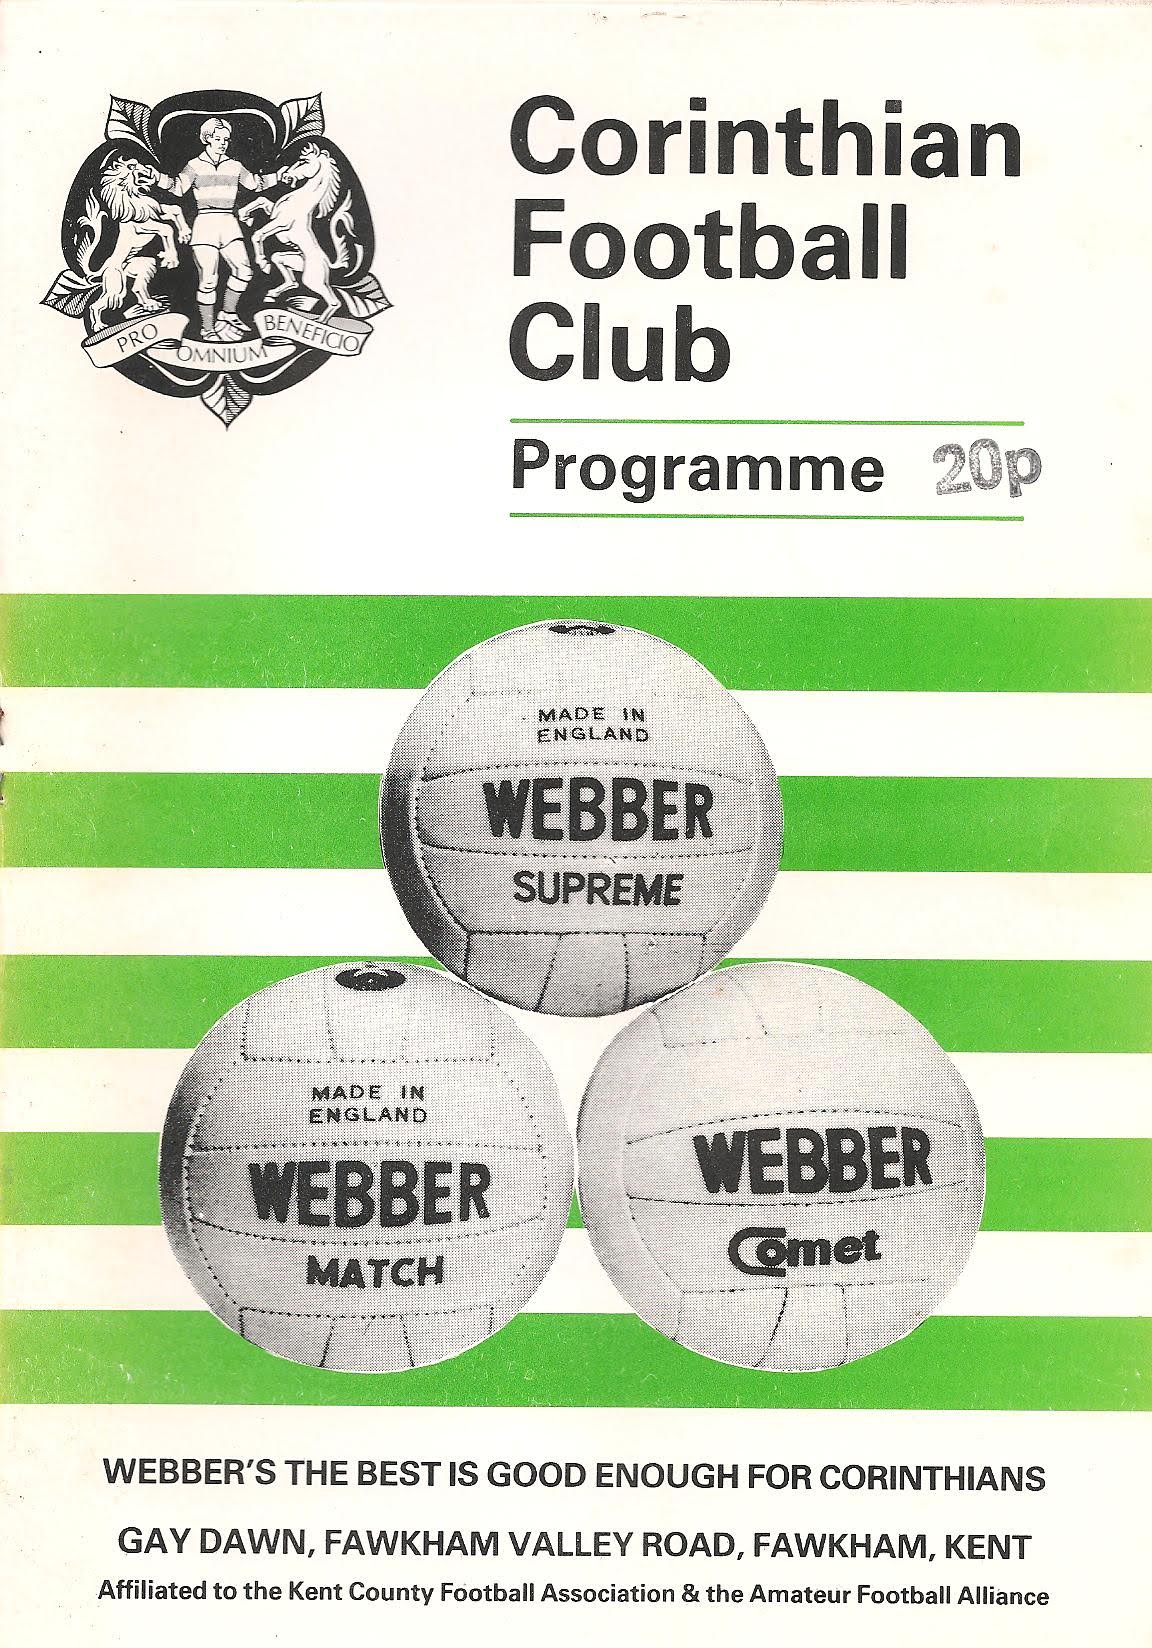 PRO
OMNIUM
BENEFICIO
Corinthian
Football
Club
Programme 20p
MADE IN
ENGLAND
WEBBER
SUPREME
MADE IN
ENGLAND
WEBBER
MATCH
WEBBER
Comet
WEBBER'S THE BEST IS GOOD ENOUGH FOR CORINTHIANS
GAY DAWN, FAWKHAM VALLEY ROAD, FAWKHAM, KENT
Affiliated to the Kent County Football Association & the Amateur Football Alliance